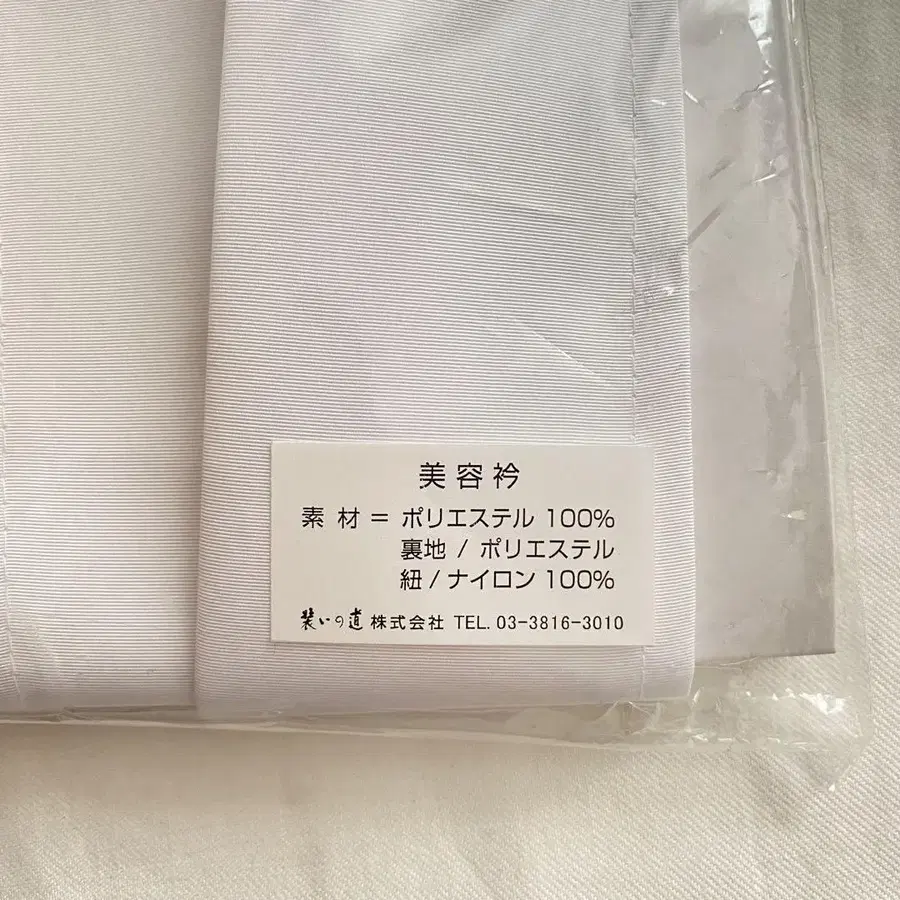 美容衿
素材＝ポリエステル 100%
裏地 / ポリエステル
紐 / ナイロン 100%
装いの道 株式会社 TEL. 03-3816-3010